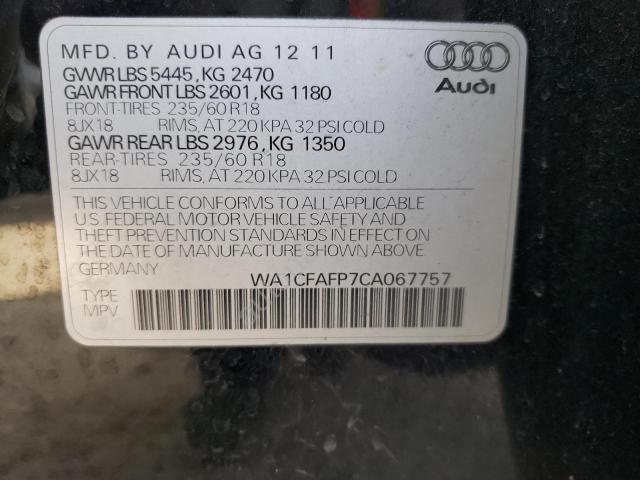 MFD. BY AUDI AG 12 11
GVWR LBS 5445, KG 2470
GAWR FRONT LBS 2601, KG 1180
FRONT-TIRES 235/60 R18
8JX18 RIMS, AT 220 KPA 32 PSI COLD
GAWR REAR LBS 2976, KG 1350
REAR-TIRES 235/60 R18
8JX18 RIMS, AT 220 KPA 32 PSI COLD
Audi
THIS VEHICLE CONFORMS TO ALL APPLICABLE
U.S. FEDERAL MOTOR VEHICLE SAFETY AND
THEFT PREVENTION STANDARDS IN EFFECT ON
THE DATE OF MANUFACTURE SHOWN ABOVE.
GERMANY WA1CFAFP7CA067757
TYPE
MPV